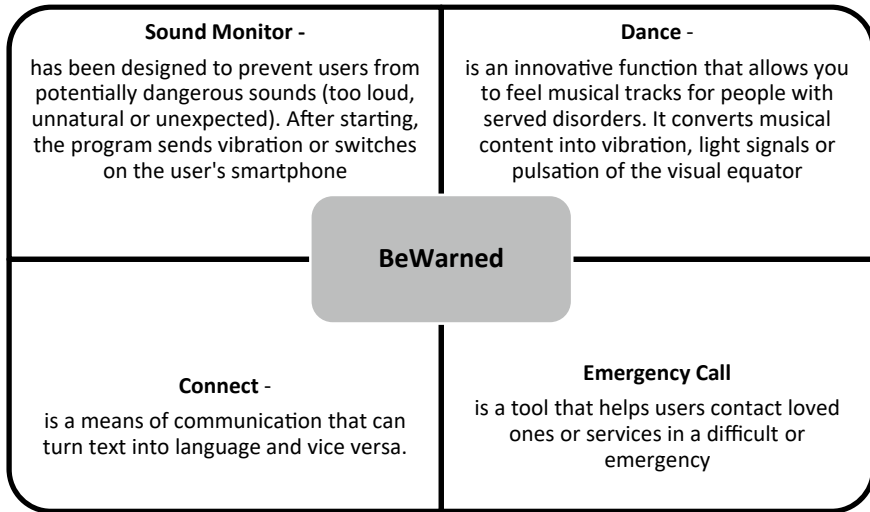 Sound Monitor -
has been designed to prevent users from
potentially dangerous sounds (too loud,
unnatural or unexpected). After starting,
the program sends vibration or switches
on the user's smartphone
Dance -
is an innovative function that allows you
to feel musical tracks for people with
served disorders. It converts musical
content into vibration, light signals or
pulsation of the visual equator
BeWarned
Connect -
is a means of communication that can
turn text into language and vice versa.
Emergency Call
is a tool that helps users contact loved
ones or services in a difficult or
emergency